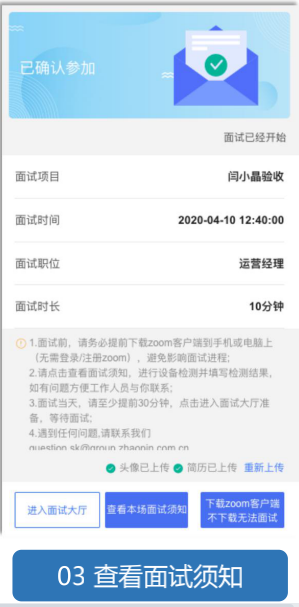 已确认参加
面试已经开始
面试项目 闫小晶验收
面试时间 2020-04-10 12:40:00
面试职位 运营经理
面试时长 10分钟
1.面试前，请务必提前下载zoom客户端到手机或电脑上
（无需登录/注册zoom），避免影响面试进程;
2.请点击查看面试须知，进行设备检测并填写检测结果，
如有问题方便工作人员与你联系;
3.面试当天，请至少提前30分钟，点击进入面试大厅准
备，等待面试;
4.遇到任何问题,请联系我们
question.sk@group.zhaopin.com.cn
头像已上传 简历已上传 重新上传
进入面试大厅 查看本场面试须知 下载zoom客户端
不下载无法面试
03 查看面试须知